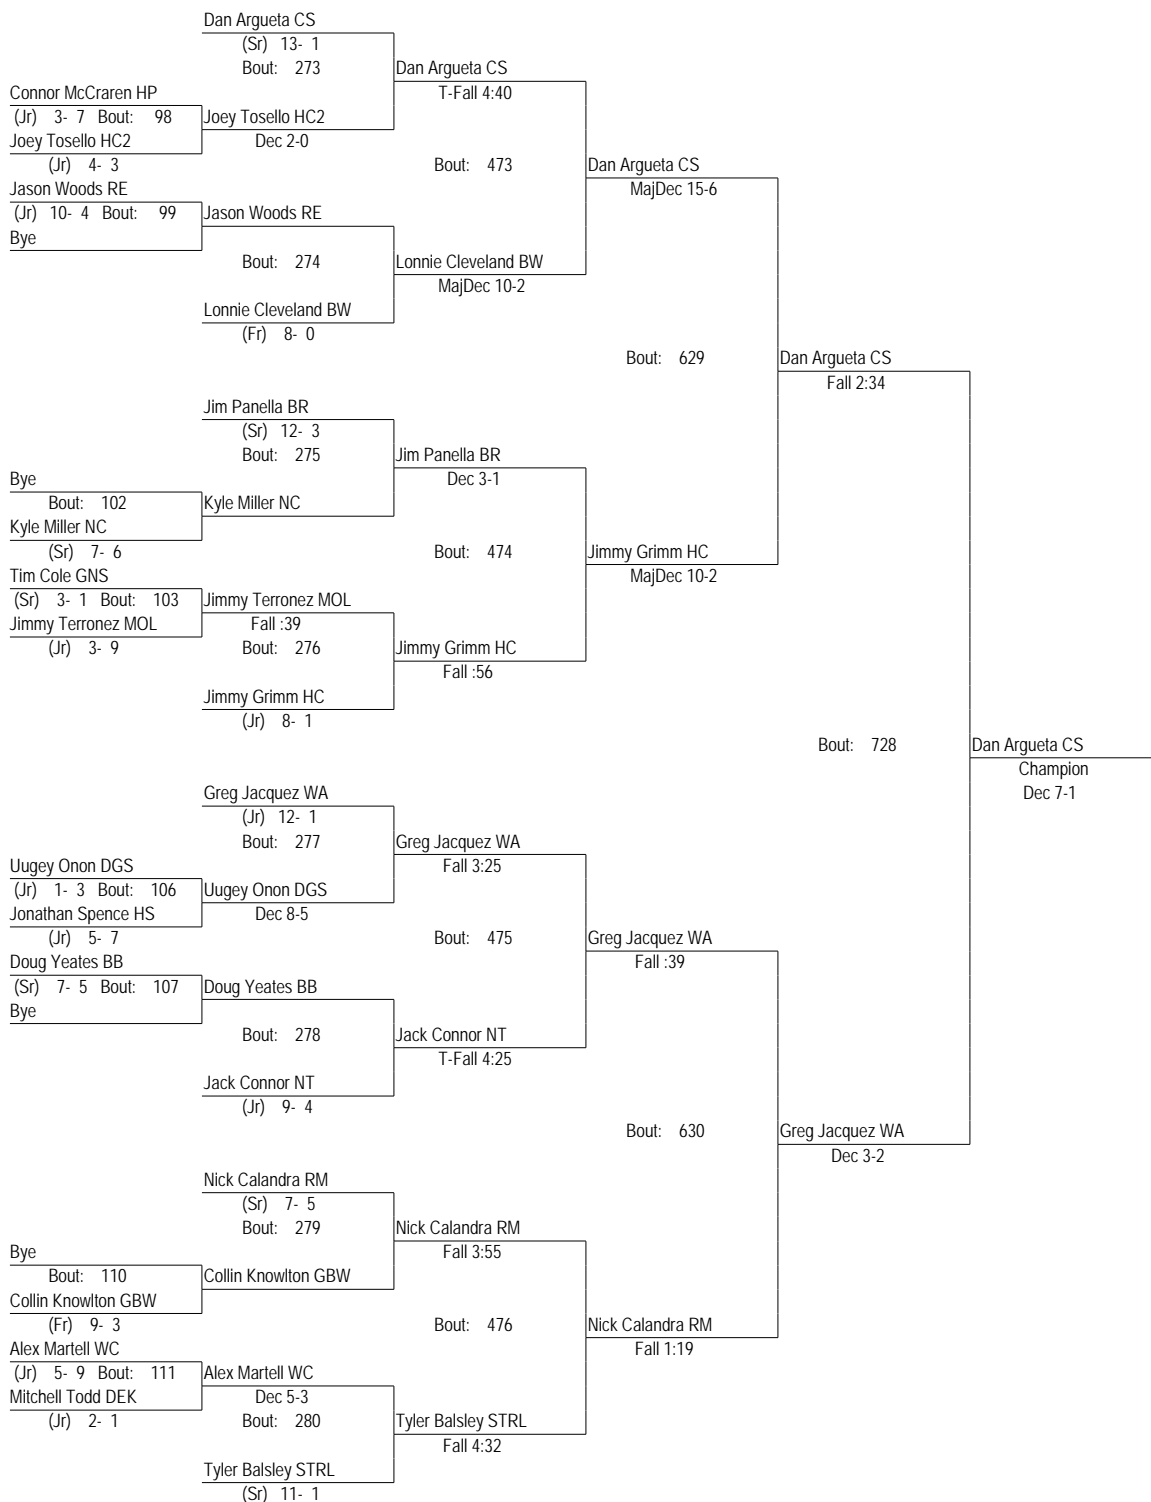 Dan Argueta CS
(Sr) 13- 1
Bout: 273
Dan Argueta CS
T-Fall 4:40
Connor McCraren HP
(Jr) 3- 7 Bout: 98
Joey Tosello HC2
Joey Tosello HC2
Dec 2-0
(Jr) 4- 3
Bout: 473
Dan Argueta CS
MajDec 15-6
Jason Woods RE
(Jr) 10- 4 Bout: 99
Jason Woods RE
Bye
Bout: 274
Lonnie Cleveland BW
MajDec 10-2
Lonnie Cleveland BW
(Fr) 8- 0
Bout: 629
Dan Argueta CS
Fall 2:34
Jim Panella BR
(Sr) 12- 3
Bout: 275
Jim Panella BR
Dec 3-1
Bye
Bout: 102
Kyle Miller NC
Kyle Miller NC
(Sr) 7- 6
Bout: 474
Jimmy Grimm HC
MajDec 10-2
Tim Cole GNS
(Sr) 3- 1 Bout: 103
Jimmy Terronez MOL
Jimmy Terronez MOL
Fall :39
(Jr) 3- 9
Bout: 276
Jimmy Grimm HC
Fall :56
Jimmy Grimm HC
(Jr) 8- 1
Bout: 728
Dan Argueta CS
Champion
Dec 7-1
Greg Jacquez WA
(Jr) 12- 1
Bout: 277
Greg Jacquez WA
Fall 3:25
Uugey Onon DGS
(Jr) 1- 3 Bout: 106
Uugey Onon DGS
Jonathan Spence HS
Dec 8-5
(Jr) 5- 7
Bout: 475
Greg Jacquez WA
Fall :39
Doug Yeates BB
(Sr) 7- 5 Bout: 107
Doug Yeates BB
Bye
Bout: 278
Jack Connor NT
T-Fall 4:25
Jack Connor NT
(Jr) 9- 4
Bout: 630
Greg Jacquez WA
Dec 3-2
Nick Calandra RM
(Sr) 7- 5
Bout: 279
Nick Calandra RM
Fall 3:55
Bye
Bout: 110
Collin Knowlton GBW
Collin Knowlton GBW
(Fr) 9- 3
Bout: 476
Nick Calandra RM
Fall 1:19
Alex Martell WC
(Jr) 5- 9 Bout: 111
Alex Martell WC
Mitchell Todd DEK
Dec 5-3
(Jr) 2- 1
Bout: 280
Tyler Balsley STRL
Fall 4:32
Tyler Balsley STRL
(Sr) 11- 1